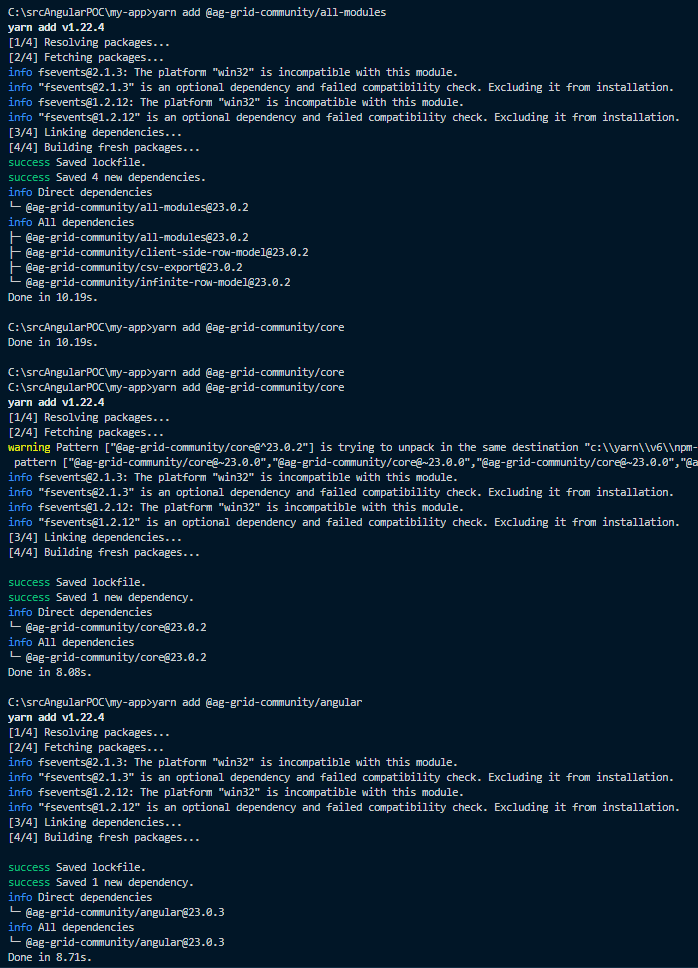 C:\srcAngularPOC\my-app>yarn add @ag-grid-community/all-modules
yarn add v1.22.4
[1/4] Resolving packages...
[2/4] Fetching packages...
info fsevents@2.1.3: The platform "win32" is incompatible with this module.
info "fsevents@2.1.3" is an optional dependency and failed compatibility check. Excluding it from installation.
info fsevents@1.2.12: The platform "win32" is incompatible with this module.
info "fsevents@1.2.12" is an optional dependency and failed compatibility check. Excluding it from installation.
[3/4] Linking dependencies...
[4/4] Building fresh packages...
success Saved lockfile.
success Saved 4 new dependencies.
info Direct dependencies
└─ @ag-grid-community/all-modules@23.0.2
info All dependencies
├─ @ag-grid-community/all-modules@23.0.2
├─ @ag-grid-community/client-side-row-model@23.0.2
├─ @ag-grid-community/csv-export@23.0.2
└─ @ag-grid-community/infinite-row-model@23.0.2
Done in 10.19s.

C:\srcAngularPOC\my-app>yarn add @ag-grid-community/core
Done in 10.19s.

C:\srcAngularPOC\my-app>yarn add @ag-grid-community/core
C:\srcAngularPOC\my-app>yarn add @ag-grid-community/core
yarn add v1.22.4
[1/4] Resolving packages...
[2/4] Fetching packages...
warning Pattern ["@ag-grid-community/core@^23.0.2"] is trying to unpack in the same destination "c:\\yarn\\v6\\npm-
pattern ["@ag-grid-community/core@~23.0.0","@ag-grid-community/core@~23.0.0","@ag-grid-community/core@~23.0.0","@a
info fsevents@2.1.3: The platform "win32" is incompatible with this module.
info "fsevents@2.1.3" is an optional dependency and failed compatibility check. Excluding it from installation.
info fsevents@1.2.12: The platform "win32" is incompatible with this module.
info "fsevents@1.2.12" is an optional dependency and failed compatibility check. Excluding it from installation.
[3/4] Linking dependencies...
[4/4] Building fresh packages...

success Saved lockfile.
success Saved 1 new dependency.
info Direct dependencies
└─ @ag-grid-community/core@23.0.2
info All dependencies
└─ @ag-grid-community/core@23.0.2
Done in 8.08s.

C:\srcAngularPOC\my-app>yarn add @ag-grid-community/angular
yarn add v1.22.4
[1/4] Resolving packages...
[2/4] Fetching packages...
info fsevents@2.1.3: The platform "win32" is incompatible with this module.
info "fsevents@2.1.3" is an optional dependency and failed compatibility check. Excluding it from installation.
info fsevents@1.2.12: The platform "win32" is incompatible with this module.
info "fsevents@1.2.12" is an optional dependency and failed compatibility check. Excluding it from installation.
[3/4] Linking dependencies...
[4/4] Building fresh packages...

success Saved lockfile.
success Saved 1 new dependency.
info Direct dependencies
└─ @ag-grid-community/angular@23.0.3
info All dependencies
└─ @ag-grid-community/angular@23.0.3
Done in 8.71s.